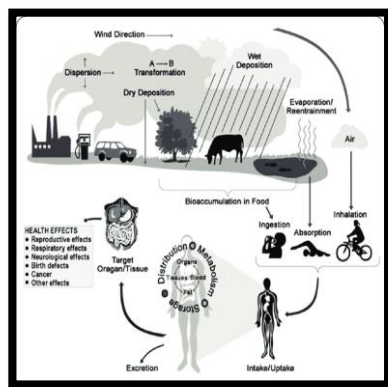 Wind Direction
Wet
Deposition
A → B
Dispersion
Transformation
Dry Deposition
Evaporation/
Reentrainment
Air
Bioaccumulation in Food
Ingestion
Absorption
Inhalation
HEALTH EFFECTS
• Reproductive effects
• Respiratory effects
• Neurological effects
• Birth defects
• Cancer
• Other effects
Target
Oragan/Tissue
Distribution
Metabolism
Storage
Organs
Tissues
Blood
Fat
Excretion
Intake/Uptake